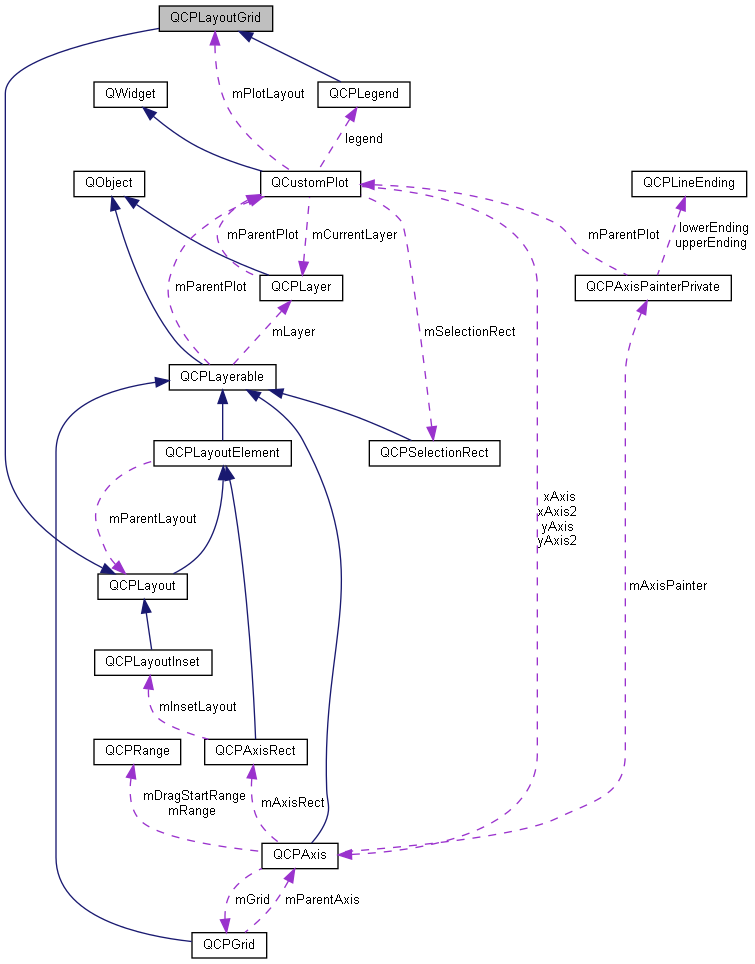 QCPLayoutGrid
QWidget
mPlotLayout
QCPLegend
legend
QObject
QCustomPlot
QCPLineEnding
mParentPlot
mCurrentLayer
mParentPlot
lowerEnding
upperEnding
mParentPlot
QCPLayer
QCPAxisPainterPrivate
mLayer
mSelectionRect
QCPLayerable
QCPLayoutElement
QCPSelectionRect
mParentLayout
xAxis
xAxis2
yAxis
yAxis2
QCPLayout
mAxisPainter
QCPLayoutInset
mInsetLayout
QCPRange
QCPAxisRect
mDragStartRange
mRange
mAxisRect
QCPAxis
mGrid
mParentAxis
QCPGrid